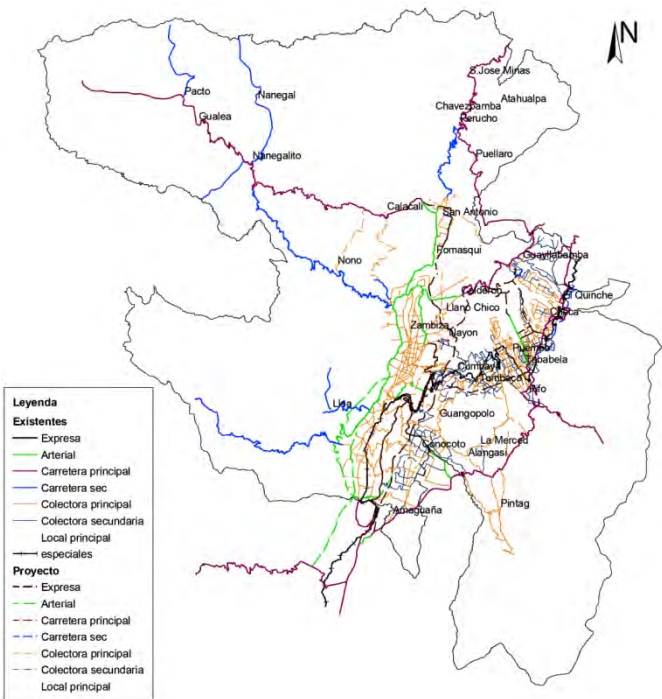 N
S.Jose Minas
Atahualpa
Pacto
Nanegal
Chavezpamba
Perucho
Gualea
Puellaro
Nanegalito
Calacali
San Antonio
Pomasqui
Guayllabamba
Nono
Calderon
El Quinche
Llano Chico
Checa
Zambiza
Nayon
Puembo
Tababela
Cumbaya
Tumbaco
Pifo
Lloa
Guangopolo
Conocoto
La Merced
Alangasi
Pintag
Amaguaña
Leyenda
Existentes
Expresa
Arterial
Carretera principal
Carretera sec
Colectora principal
Colectora secundaria
Local principal
especiales
Proyecto
Expresa
Arterial
Carretera principal
Carretera sec
Colectora principal
Colectora secundaria
Local principal